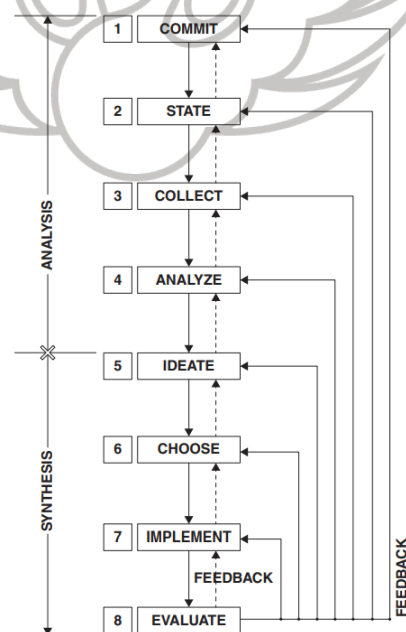 1 COMMIT
2 STATE
3 COLLECT
ANALYSIS
4 ANALYZE
5 IDEATE
6 CHOOSE
SYNTHESIS
7 IMPLEMENT
FEEDBACK
FEEDBACK
8 EVALUATE